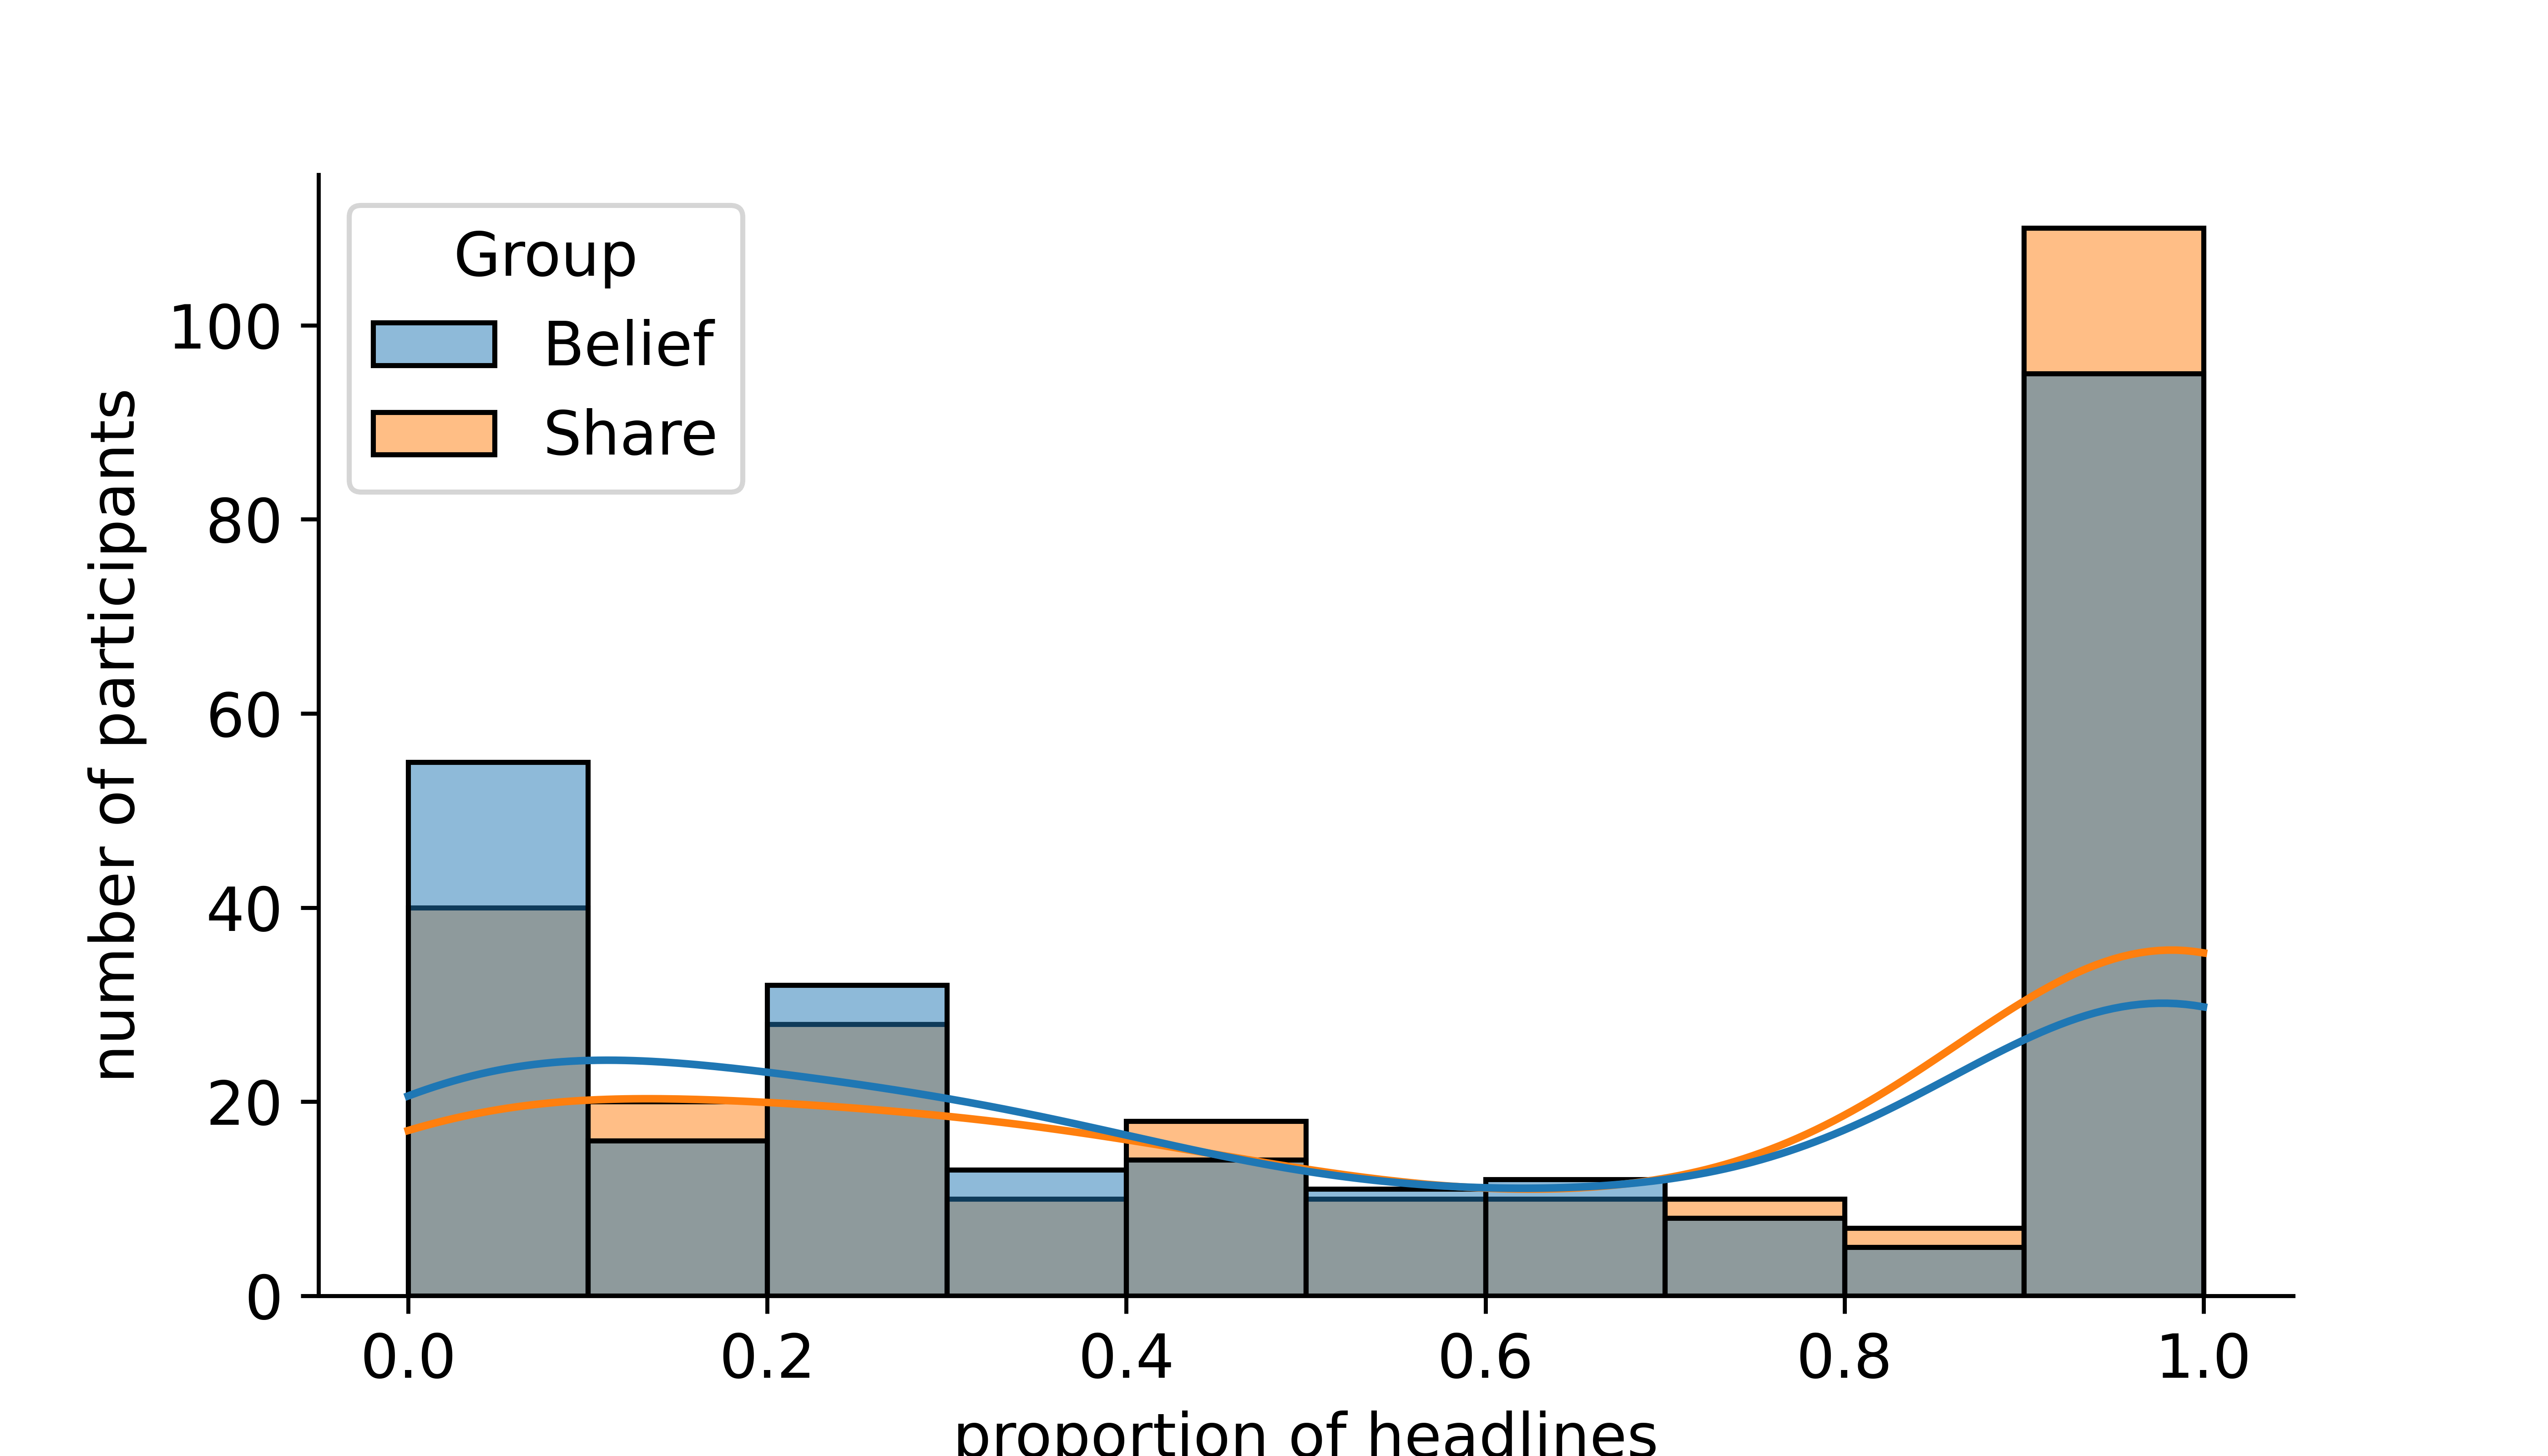 Group
Belief
Share
number of participants
100
80
60
40
20
0
0.0 0.2 0.4 0.6 0.8 1.0
proportion of headlines